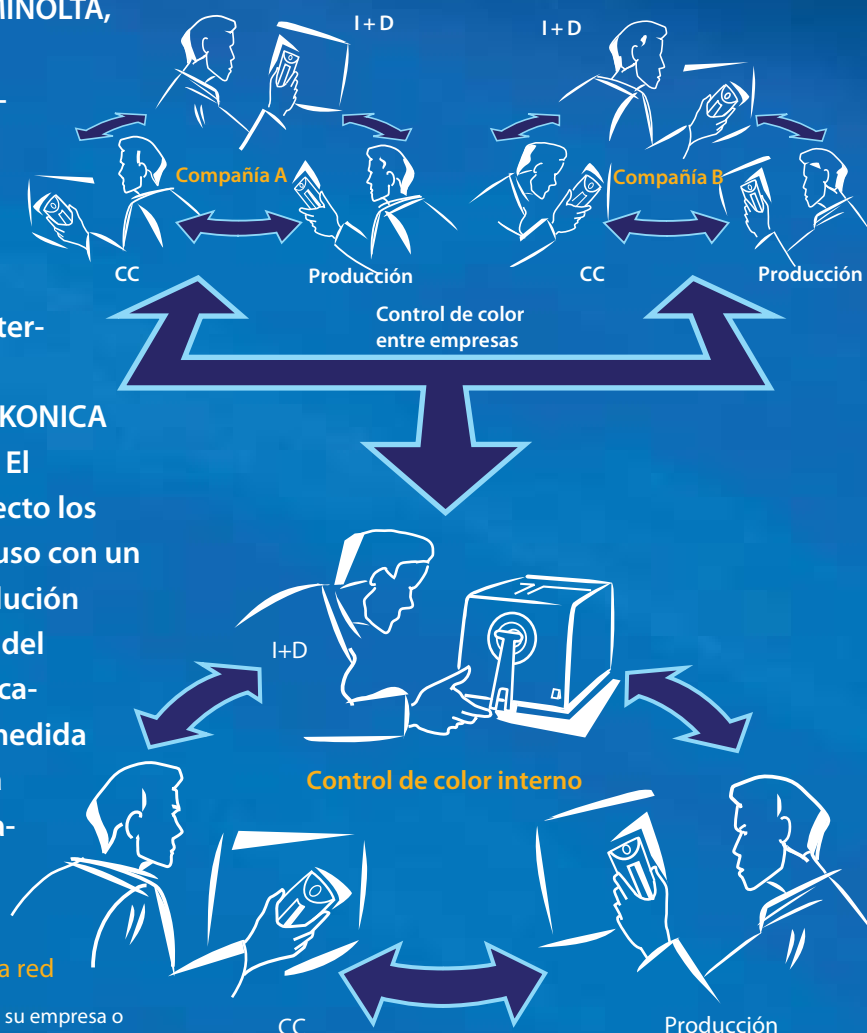 MINOLTA,
I + D
I + D
Compañía A
Compañía B
CC
Producción
CC
Producción
Control de color
entre empresas
ter-
KONICA
El
ecto los
uso con un
lución
del
ca-
medida
a-
I+D
Control de color interno
a red
su empresa o
CC
Producción